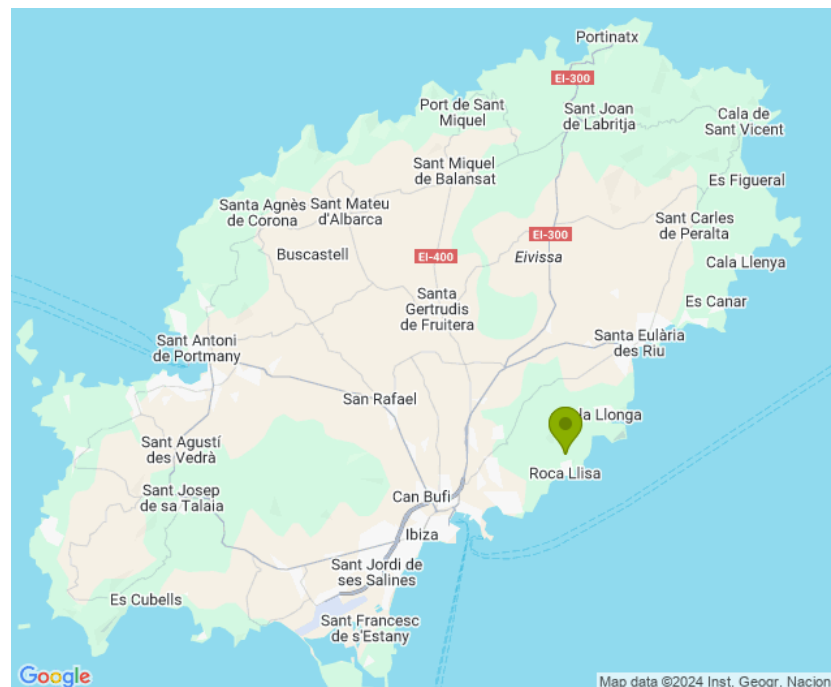 Portinatx
EI-300
Port de Sant
Miquel
Sant Joan
de Labritja
Cala de
Sant Vicent
Sant Miquel
de Balansat
Es Figueral
Santa Agnès
de Corona
Sant Mateu
d'Albarca
Sant Carles
de Peralta
EI-300
Buscastell
EI-400
Eivissa
Cala Llenya
Santa
Gertrudis
de Fruitera
Es Canar
Sant Antoni
de Portmany
Santa Eulària
des Riu
San Rafael
la Llonga
Sant Agustí
des Vedrà
Roca Llisa
Sant Josep
de sa Talaia
Can Bufi
Ibiza
Sant Jordi de
ses Salines
Es Cubells
Sant Francesc
de s'Estany
Google
Map data ©2024 Inst. Geogr. Nacion